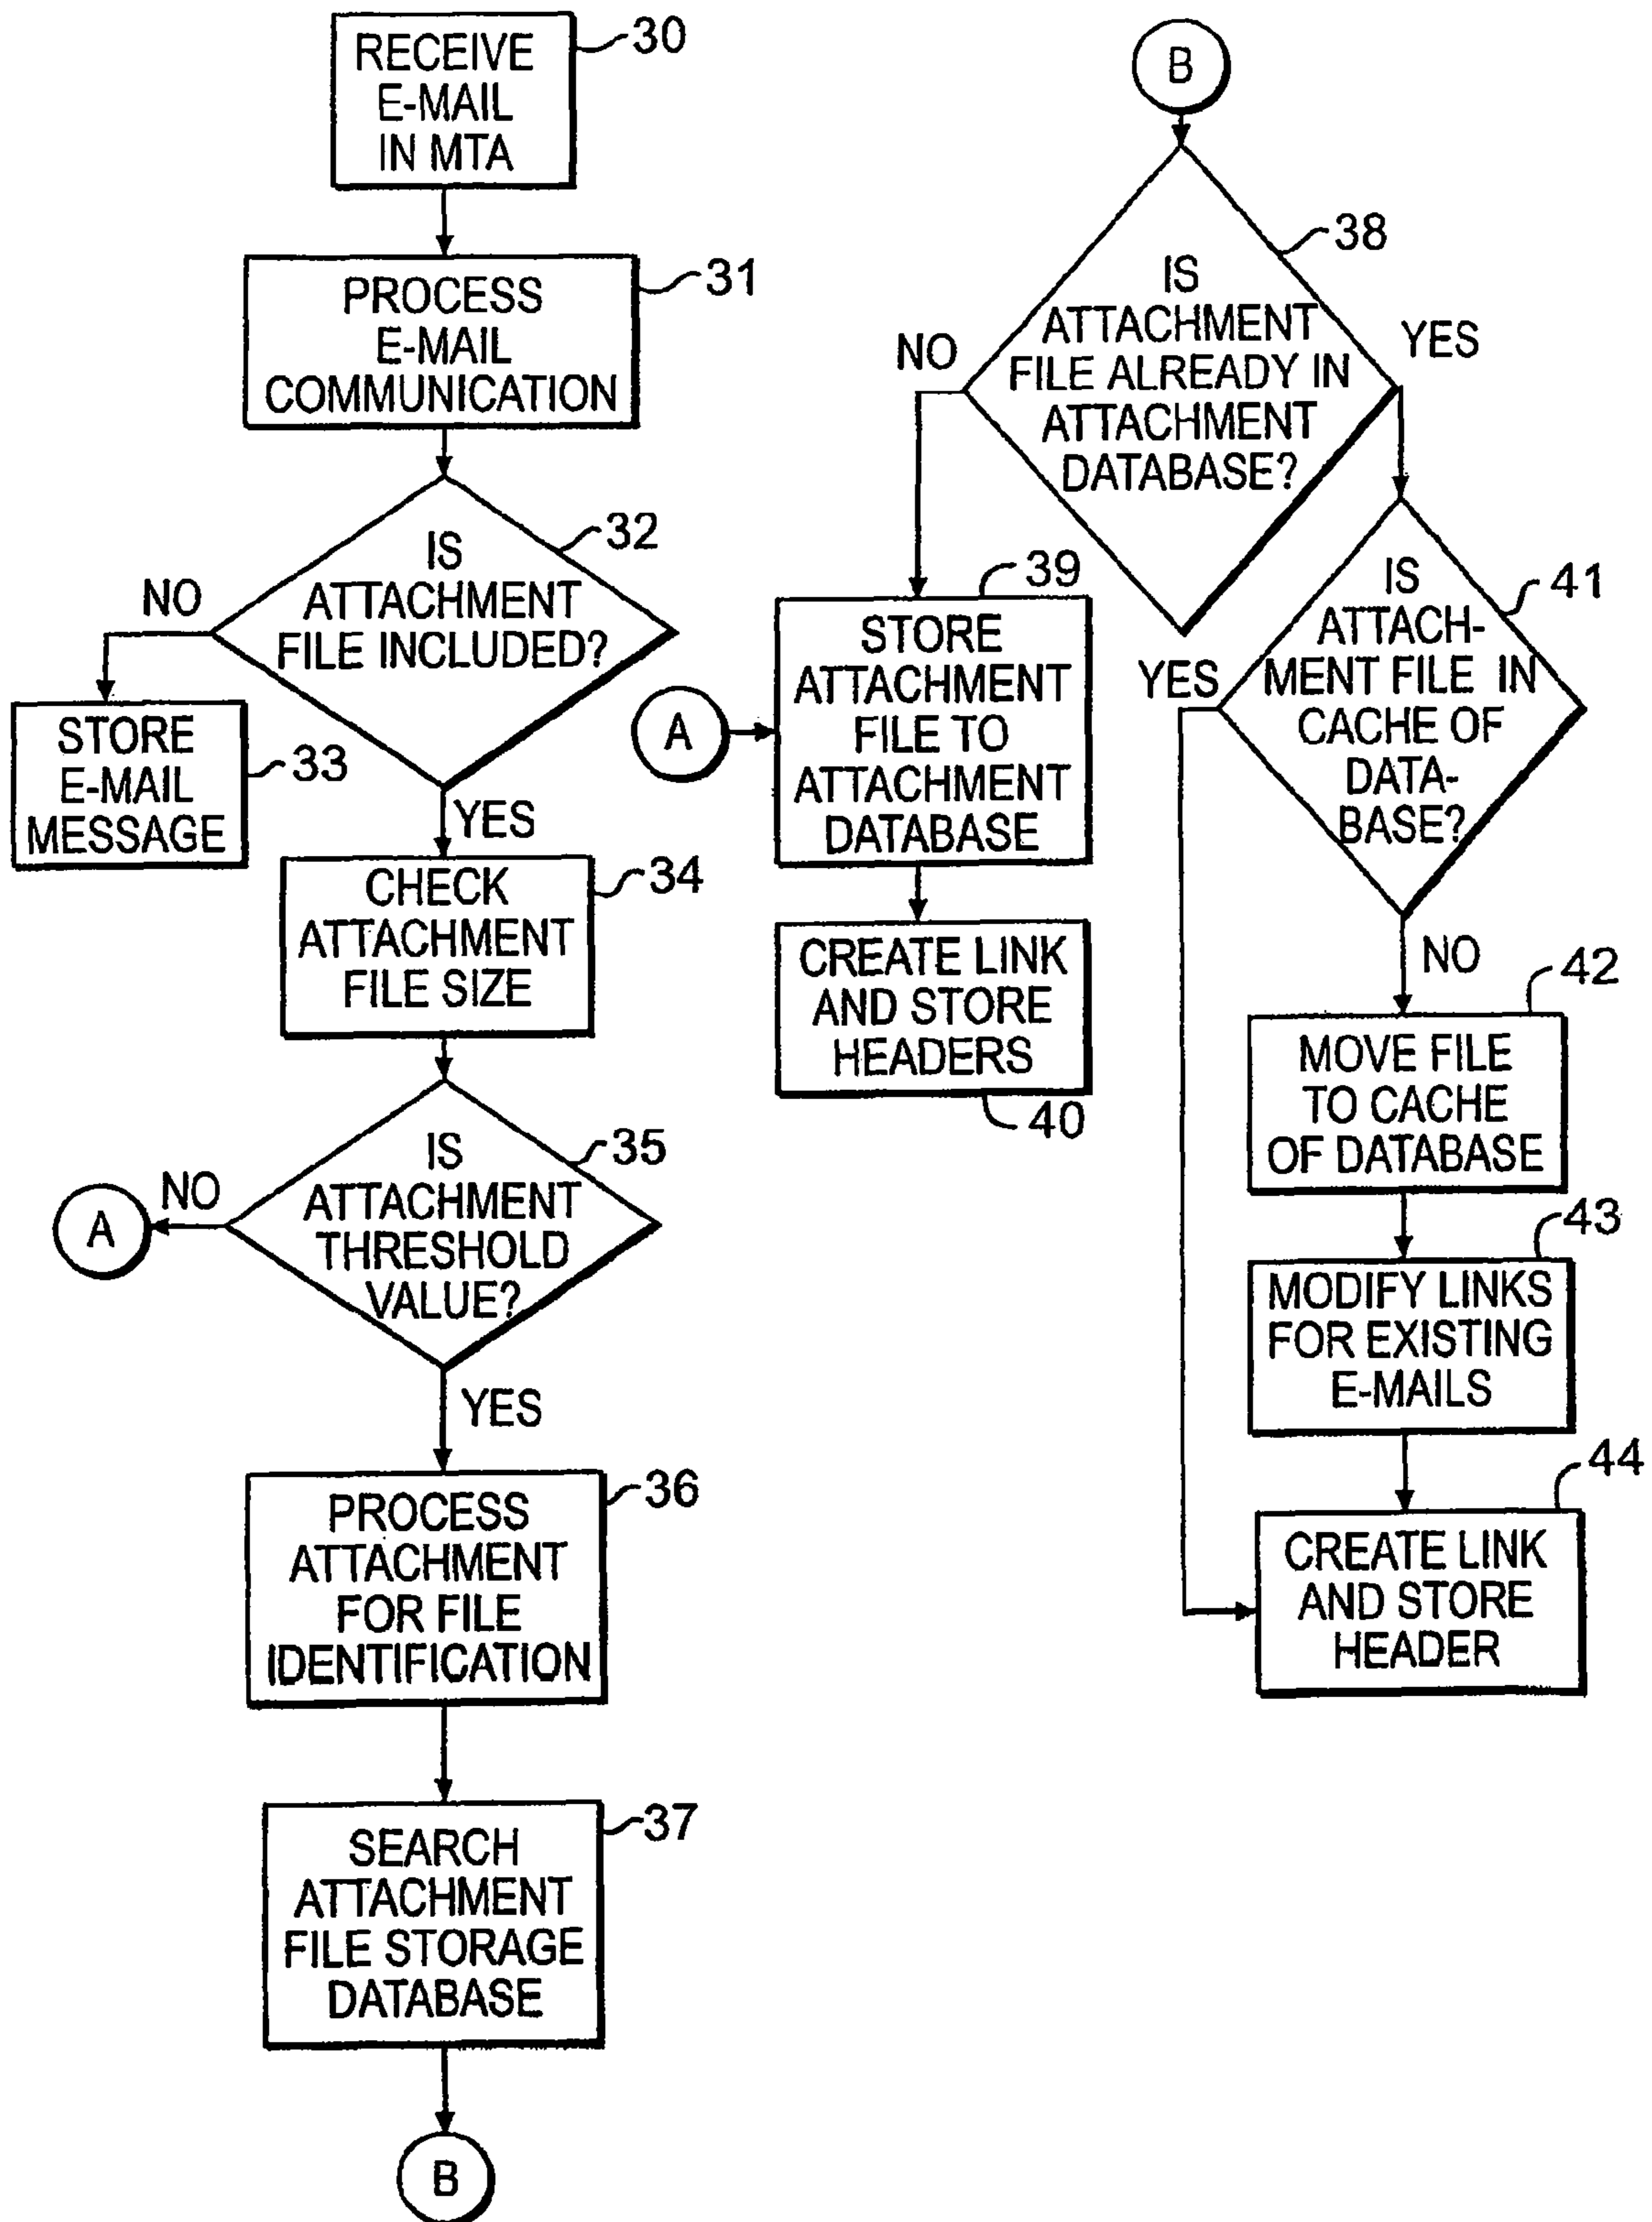 RECEIVE
E-MAIL
IN MTA
30
PROCESS
E-MAIL
COMMUNICATION
31
IS
ATTACHMENT
FILE INCLUDED?
32
NO
STORE
E-MAIL
MESSAGE
33
YES
CHECK
ATTACHMENT
FILE SIZE
34
IS
ATTACHMENT
THRESHOLD
VALUE?
35
NO
A
YES
PROCESS
ATTACHMENT
FOR FILE
IDENTIFICATION
36
SEARCH
ATTACHMENT
FILE STORAGE
DATABASE
37
B
B
IS
ATTACHMENT
FILE ALREADY IN
ATTACHMENT
DATABASE?
38
NO
YES
A
STORE
ATTACHMENT
FILE TO
ATTACHMENT
DATABASE
39
CREATE LINK
AND STORE
HEADERS
40
IS
ATTACH-
MENT FILE IN
CACHE OF
DATA-
BASE?
41
YES
NO
MOVE FILE
TO CACHE
OF DATABASE
42
MODIFY LINKS
FOR EXISTING
E-MAILS
43
CREATE LINK
AND STORE
HEADER
44